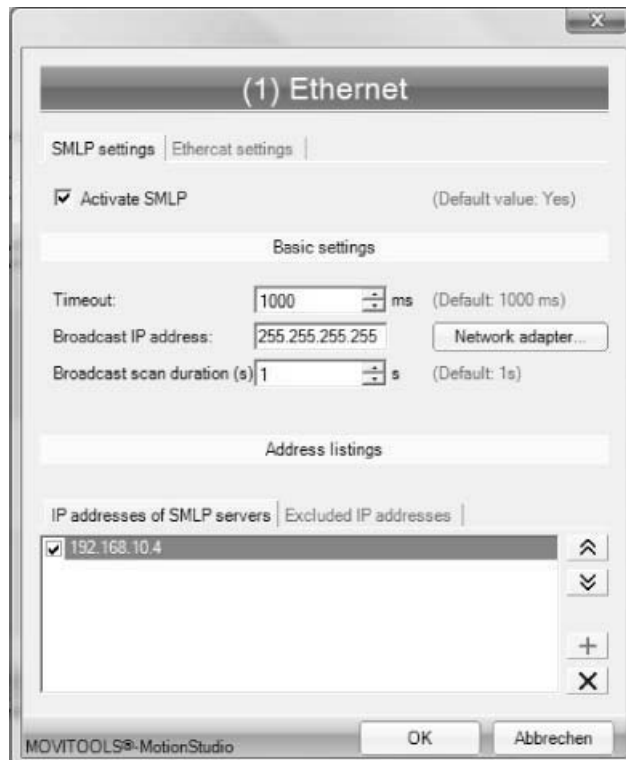 (1) Ethernet
SMLP settings Ethercat settings
Activate SMLP (Default value: Yes)
Basic settings
Timeout: 1000 ms (Default: 1000 ms)
Broadcast IP address: 255.255.255.255 Network adapter...
Broadcast scan duration (s) 1 s (Default: 1s)
Address listings
IP addresses of SMLP servers Excluded IP addresses
192.168.10.4
MOVITOOLS®-MotionStudio OK Abbrechen